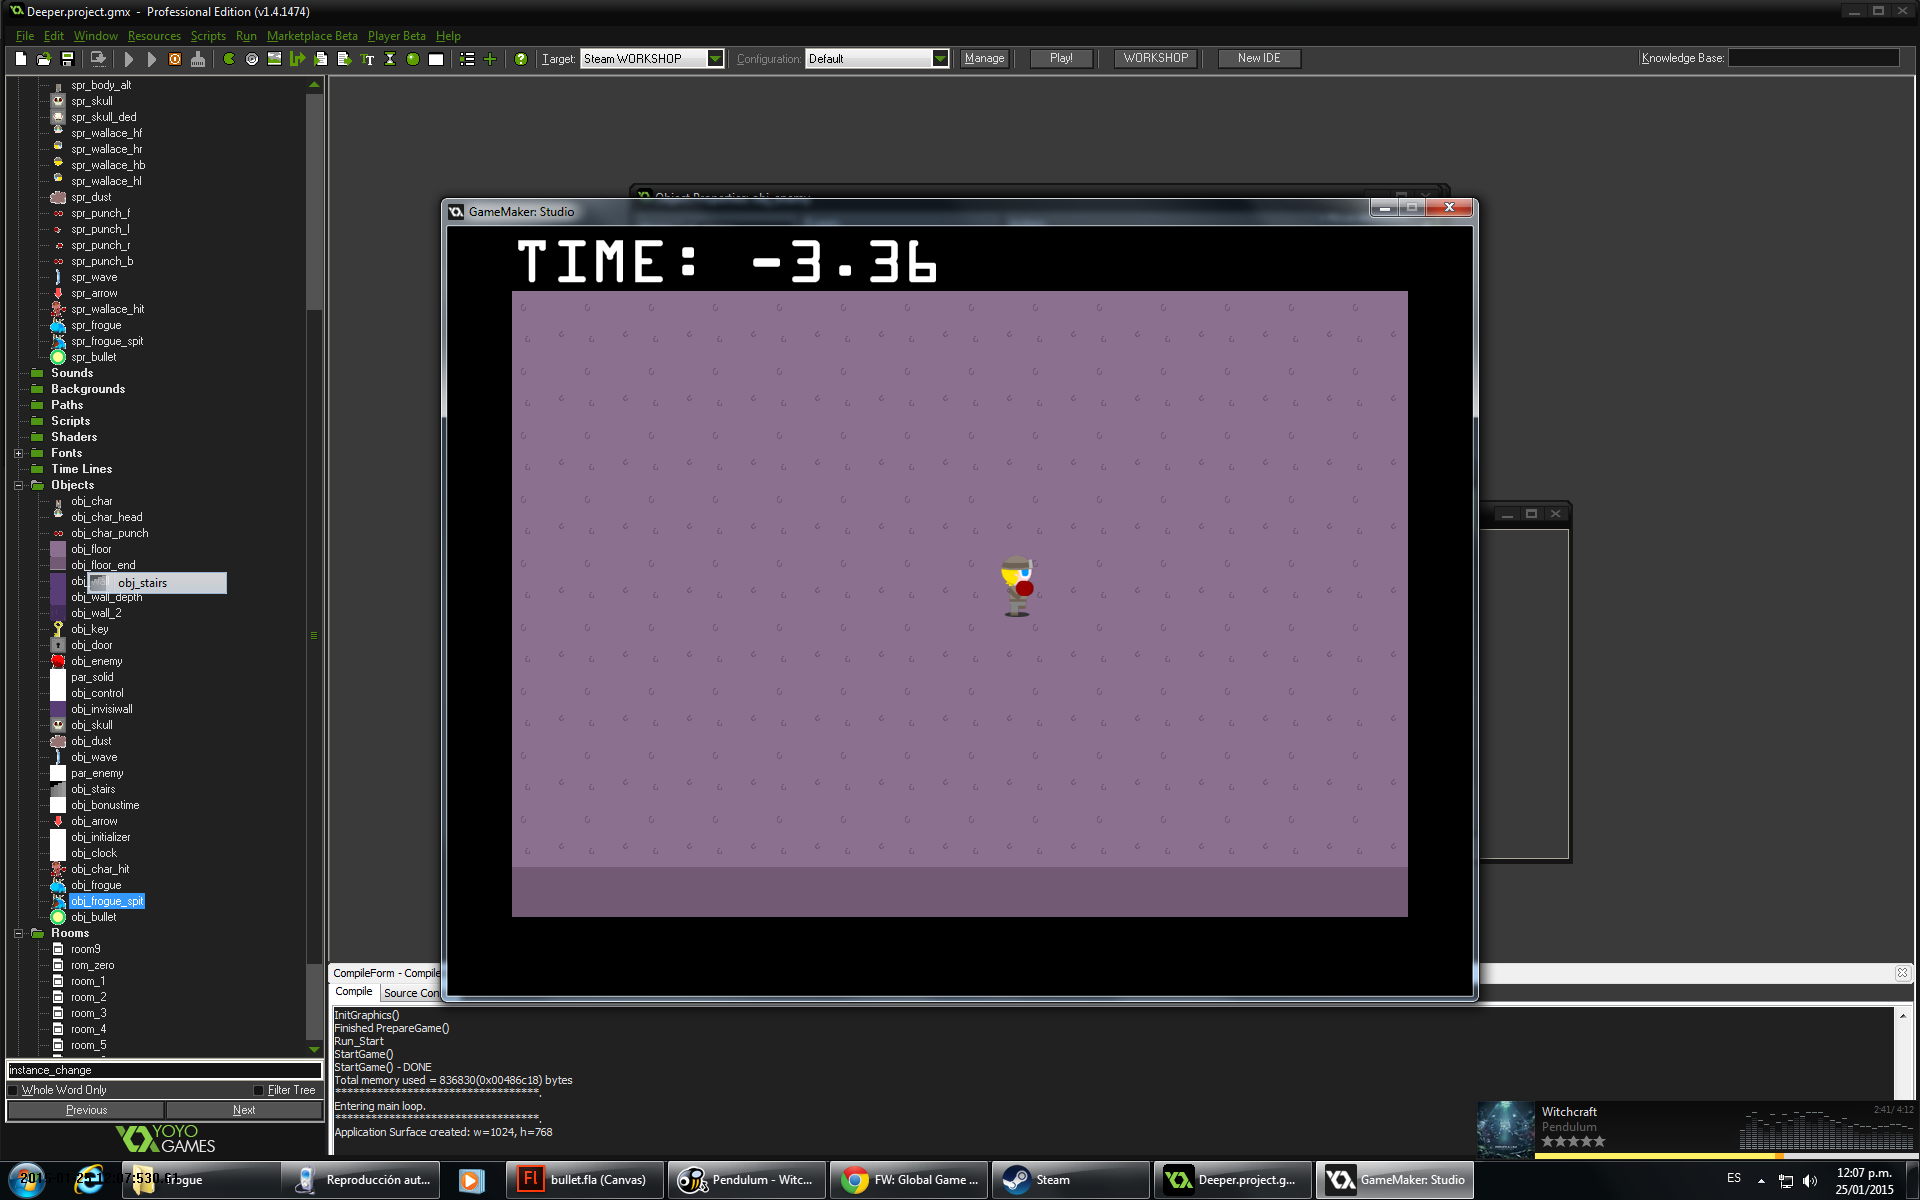 Deeper.project.gmx - Professional Edition (v1.4.1474)
File Edit Window Resources Scripts Run Marketplace Beta Player Beta Help
Target: Steam WORKSHOP Configuration: Default Manage Play! WORKSHOP New IDE Knowledge Base:
spr_body_alt
spr_skull
spr_skull_ded
spr_wallace_hf
spr_wallace_hr
spr_wallace_hb
spr_wallace_hl
spr_dust
spr_punch_f
spr_punch_l
spr_punch_r
spr_punch_b
spr_wave
spr_arrow
spr_wallace_hit
spr_frogue
spr_frogue_spit
spr_bullet
Sounds
Backgrounds
Paths
Scripts
Shaders
Fonts
Time Lines
Objects
obj_char
obj_char_head
obj_char_punch
obj_floor
obj_floor_end
obj_stairs
obj_wall_depth
obj_wall_2
obj_key
obj_door
obj_enemy
par_solid
obj_control
obj_invisiwall
obj_skull
obj_dust
obj_wave
par_enemy
obj_stairs
obj_bonustime
obj_arrow
obj_initializer
obj_clock
obj_char_hit
obj_frogue
obj_frogue_spit
obj_bullet
Rooms
room9
rom_zero
room_1
room_2
room_3
room_4
room_5
instance_change
Whole Word Only Filter Tree
Previous Next
YOYO
GAMES
Object Properties: obj_enemy
GameMaker: Studio
TIME: -3.36
CompileForm - Compile
Compile Source Con
InitGraphics()
Finished PrepareGame()
Run_Start
StartGame()
StartGame() - DONE
Total memory used = 836830(0x00486c18) bytes
***********************************.
Entering main loop.
***********************************.
Application Surface created: w=1024, h=768
Witchcraft
Pendulum
2:41/4:12
frogue
Reproducción aut...
bullet.fla (Canvas)
Pendulum - Witc...
FW: Global Game ...
Steam
Deeper.project.g...
GameMaker: Studio
ES
12:07 p.m.
25/01/2015